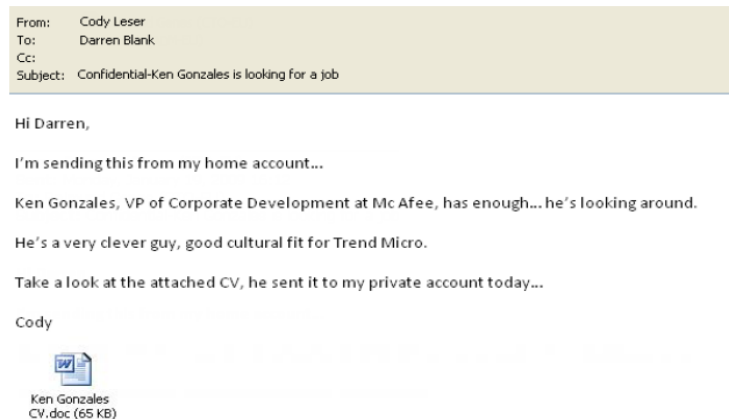 From: Cody Leser
To: Darren Blank
Cc:
Subject: Confidential-Ken Gonzales is looking for a job
Hi Darren,
I'm sending this from my home account...
Ken Gonzales, VP of Corporate Development at Mc Afee, has enough... he's looking around.
He's a very clever guy, good cultural fit for Trend Micro.
Take a look at the attached CV, he sent it to my private account today...
Cody
Ken Gonzales
CV.doc (65 KB)